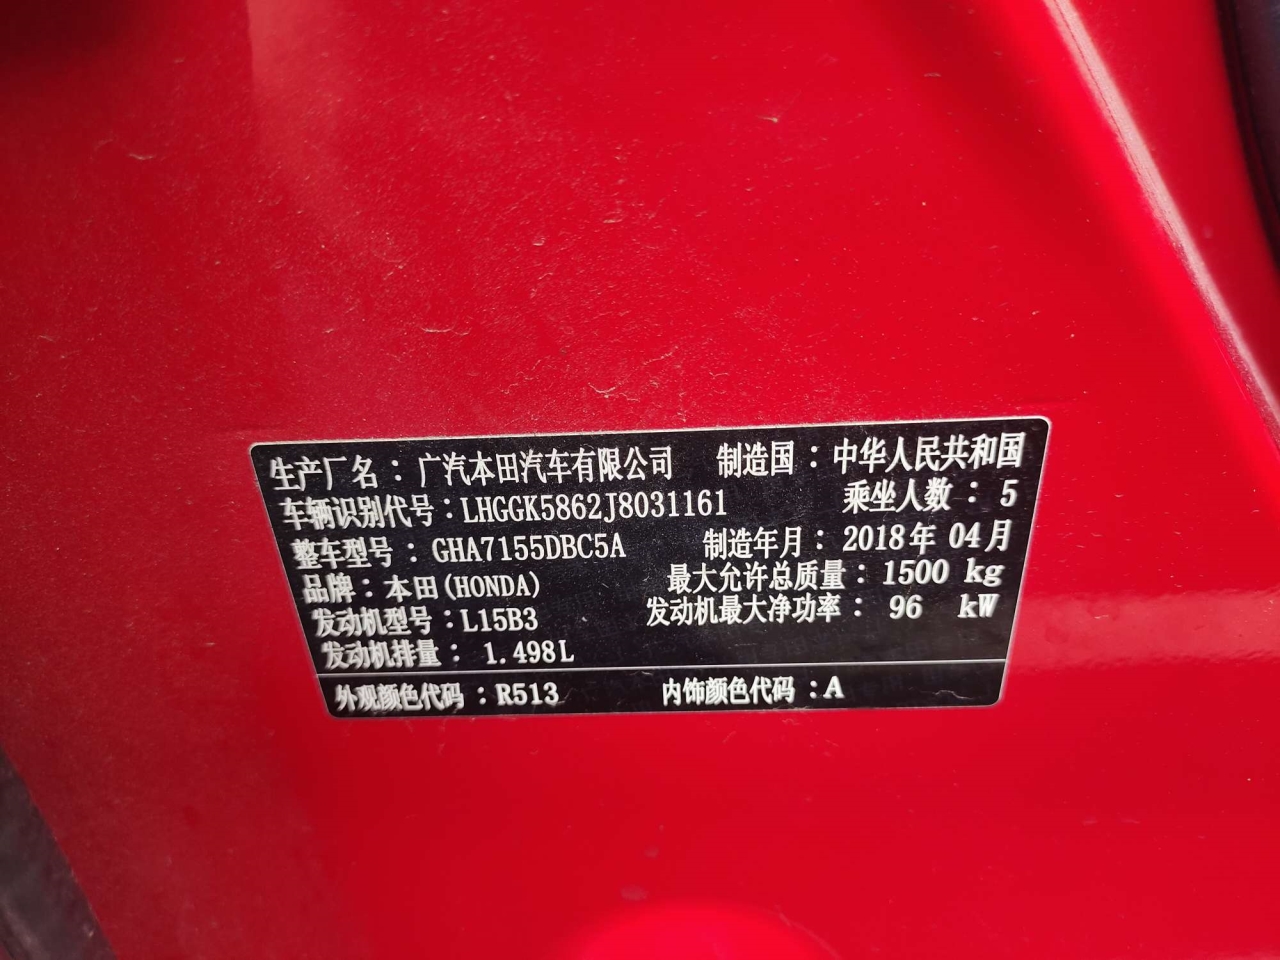 生产厂名：广汽本田汽车有限公司 制造国：中华人民共和国
车辆识别代号：LHGGK5862J8031161 乘坐人数：5
整车型号：GHA7155DBC5A 制造年月：2018年04月
品牌：本田(HONDA) 最大允许总质量：1500 kg
发动机型号：L15B3 发动机最大净功率：96 kW
发动机排量：1.498L
外观颜色代码：R513 内饰颜色代码：A